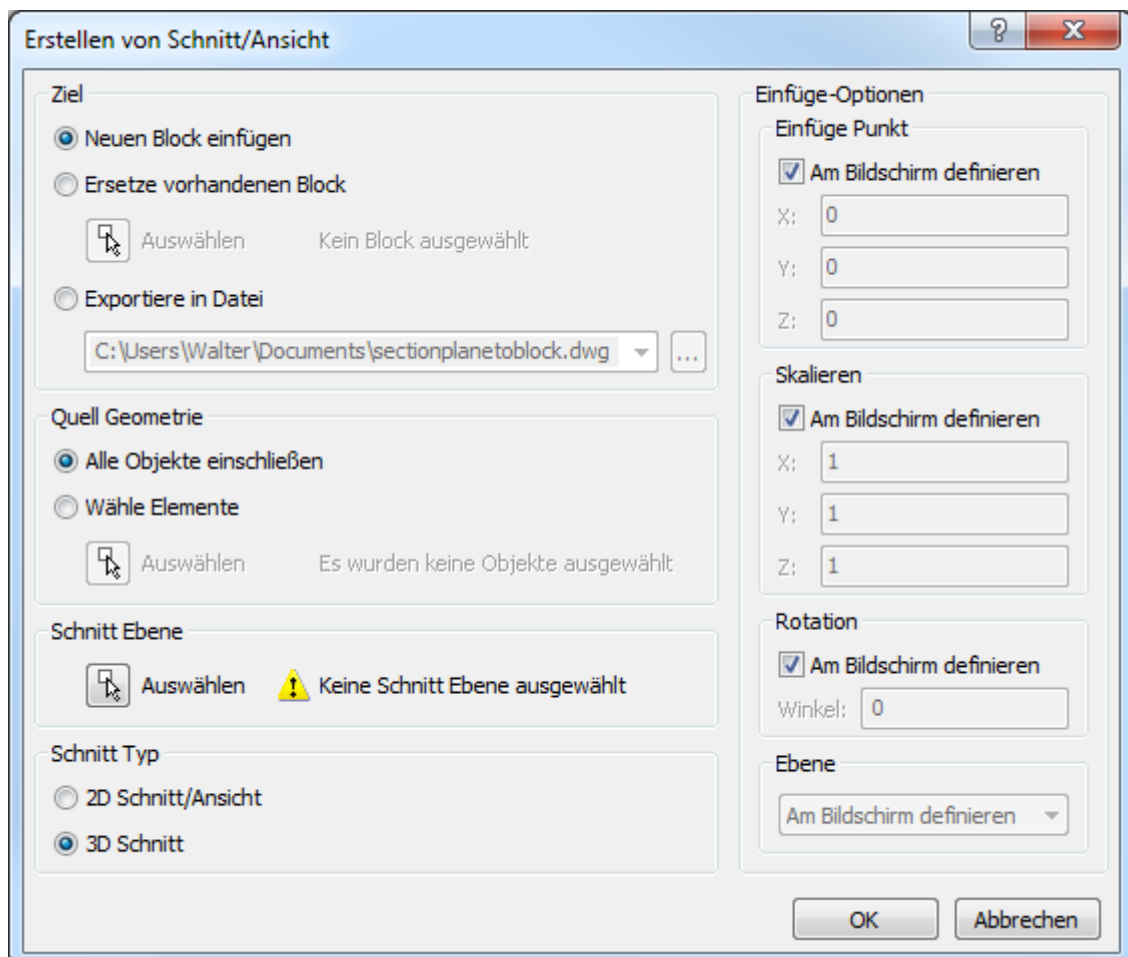 Erstellen von Schnitt/Ansicht
Ziel
Neuen Block einfügen
Ersetze vorhandenen Block
Auswählen Kein Block ausgewählt
Exportiere in Datei
C:\Users\Walter\Documents\sectionplanetoblock.dwg ...
Quell Geometrie
Alle Objekte einschließen
Wähle Elemente
Auswählen Es wurden keine Objekte ausgewählt
Schnitt Ebene
Auswählen Keine Schnitt Ebene ausgewählt
Schnitt Typ
2D Schnitt/Ansicht
3D Schnitt
Einfüge-Optionen
Einfüge Punkt
Am Bildschirm definieren
X: 0
Y: 0
Z: 0
Skalieren
Am Bildschirm definieren
X: 1
Y: 1
Z: 1
Rotation
Am Bildschirm definieren
Winkel: 0
Ebene
Am Bildschirm definieren
OK Abbrechen